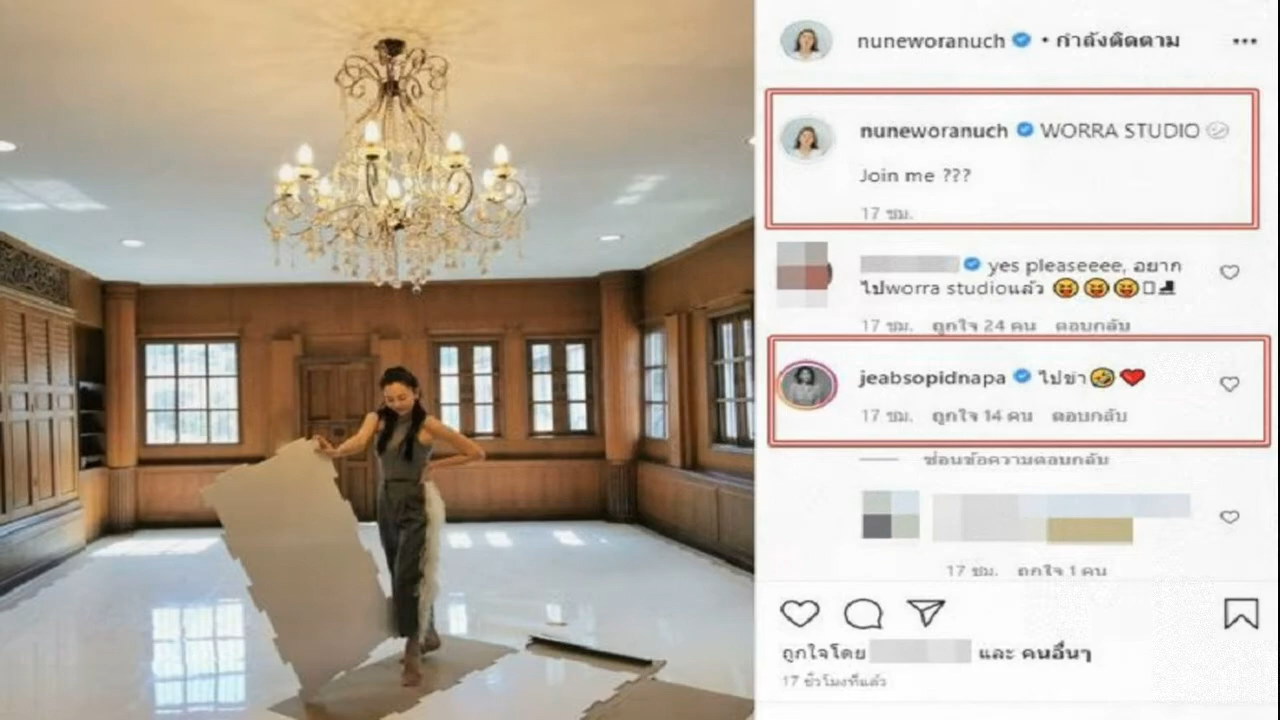 nuneworanuch • กำลังติดตาม
nuneworanuch WORRA STUDIO
Join me ???
17 ชม.
yes pleaseeee, อยาก
ไปworra studioแล้ว 😝😝😝
17 ชม. ถูกใจ 24 คน ตอบกลับ
jeabsopidnapa ไปข่า🤣❤️
17 ชม. ถูกใจ 14 คน ตอบกลับ
ซ่อนข้อความตอบกลับ
17 ชม. ถูกใจ 1 คน
ถูกใจโดย และ คนอื่นๆ
17 ชั่วโมงที่แล้ว